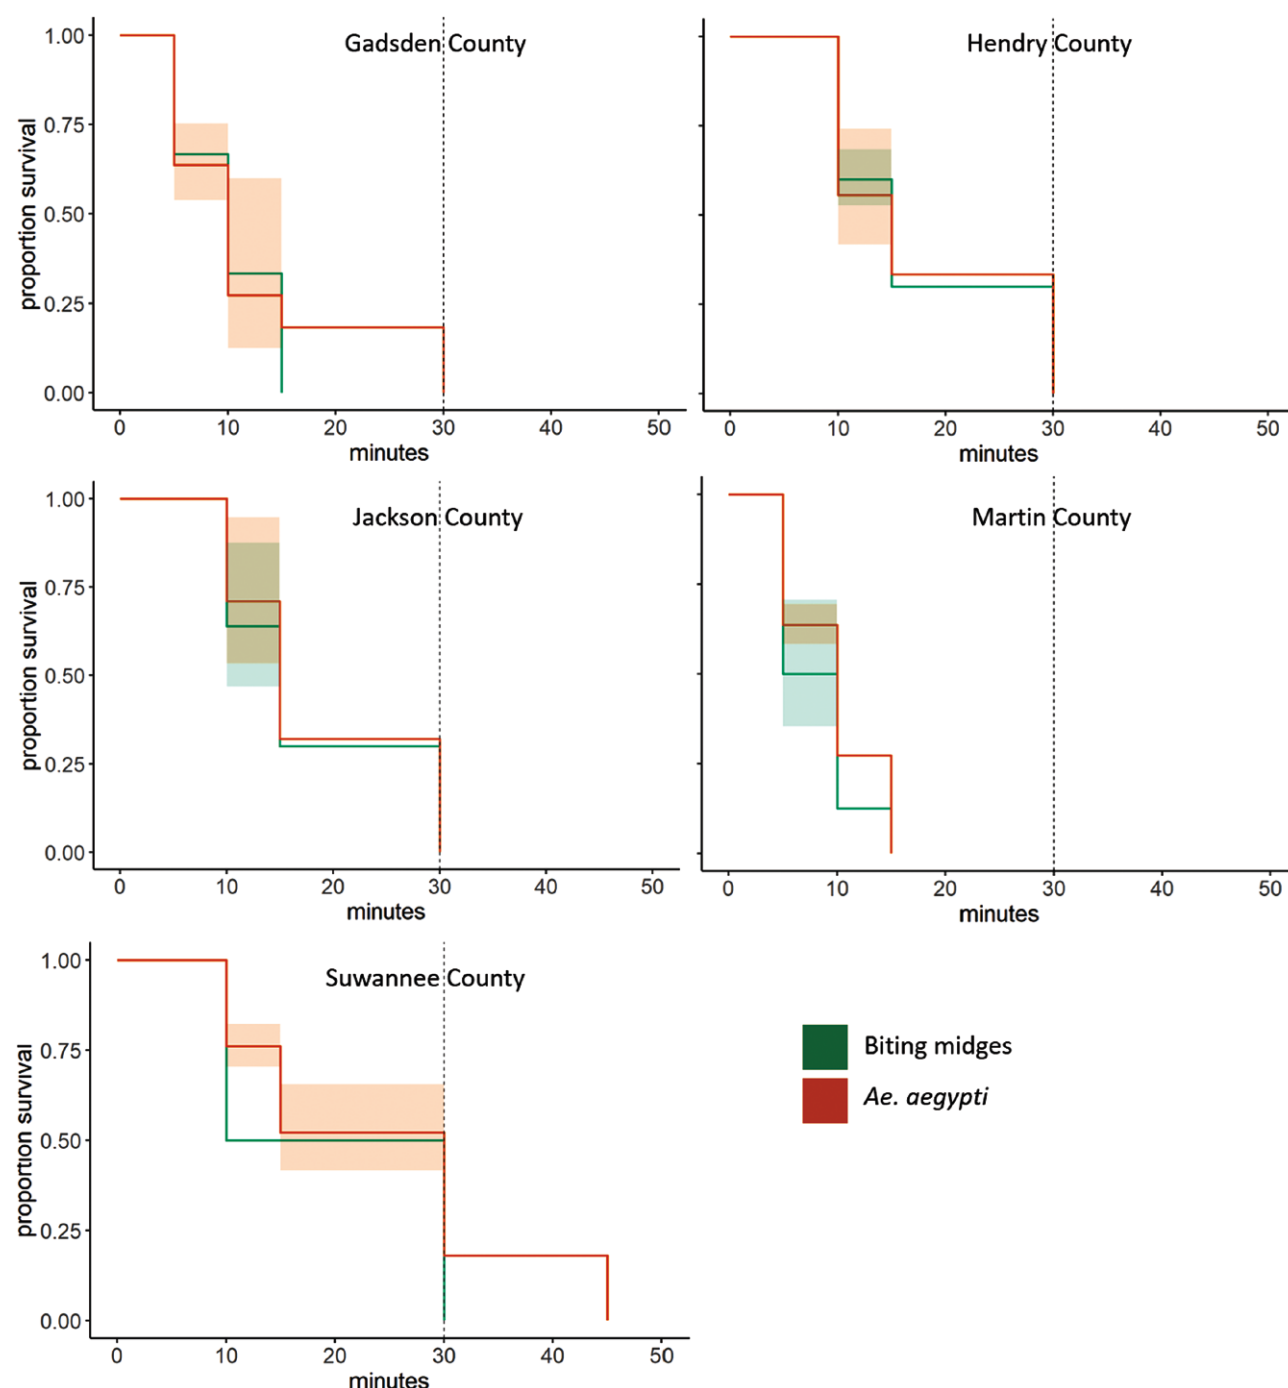 Gadsden County
proportion survival
1.00
0.75
0.50
0.25
0.00
0 10 20 30 40 50
minutes
Hendry County
0 10 20 30 40 50
minutes
Jackson County
proportion survival
1.00
0.75
0.50
0.25
0.00
0 10 20 30 40 50
minutes
Martin County
0 10 20 30 40 50
minutes
Suwannee County
proportion survival
1.00
0.75
0.50
0.25
0.00
0 10 20 30 40 50
minutes
Biting midges
Ae. aegypti